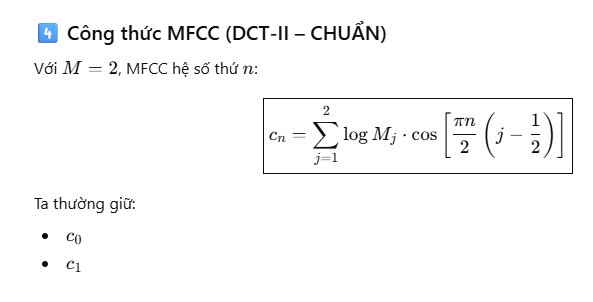 4️⃣ Công thức MFCC (DCT-II – CHUẨN)
Với M = 2, MFCC hệ số thứ n:
c_n = \sum_{j=1}^{2} \log M_j \cdot \cos\left[\frac{\pi n}{2}\left(j - \frac{1}{2}\right)\right]
Ta thường giữ:
• c_0
• c_1